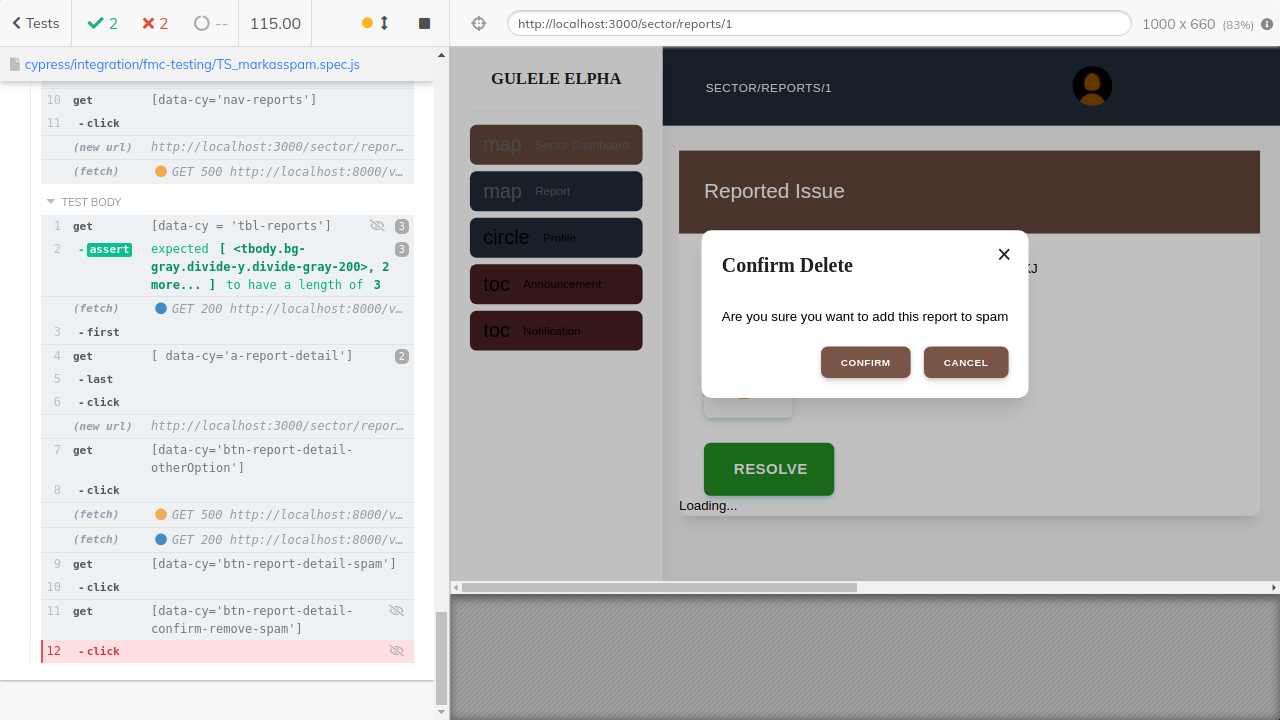 Tests
2
2
--
115.00
http://localhost:3000/sector/reports/1
1000 x 660 (83%)
cypress/integration/fmc-testing/TS_markasspam.spec.js
10 get [data-cy='nav-reports']
11 -click
(new url) http://localhost:3000/sector/repor…
(fetch) GET 500 http://localhost:8000/v…
TEST BODY
1 get [data-cy = 'tbl-reports'] 3
2 -assert expected [ <tbody.bg-
gray.divide-y.divide-gray-200>, 2
more... ] to have a length of 3
3
(fetch) GET 200 http://localhost:8000/v…
3 -first
4 get [ data-cy='a-report-detail'] 2
5 -last
6 -click
(new url) http://localhost:3000/sector/repor…
7 get [data-cy='btn-report-detail-
otherOption']
8 -click
(fetch) GET 500 http://localhost:8000/v…
(fetch) GET 200 http://localhost:8000/v…
9 get [data-cy='btn-report-detail-spam']
10 -click
11 get [data-cy='btn-report-detail-
confirm-remove-spam']
12 -click
GULELE ELPHA
map Sector Dashboard
map Report
circle Profile
toc Announcement
toc Notification
SECTOR/REPORTS/1
Reported Issue
KJ
Confirm Delete
×
Are you sure you want to add this report to spam
CONFIRM
CANCEL
RESOLVE
Loading...